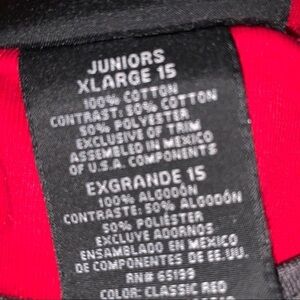 JUNIORS
XLARGE 15
100% COTTON
CONTRAST: 50% COTTON
50% POLYESTER
EXCLUSIVE OF TRIM
ASSEMBLED IN MEXICO
OF U.S.A. COMPONENTS
EXGRANDE 15
100% ALGODÓN
CONTRASTE: 50% ALGODÓN
50% POLIÉSTER
EXCLUYE ADORNOS
ENSAMBLADO EN MEXICO
DE COMPONENTES DE EE.UU.
RN# 65199
COLOR: CLASSIC RED